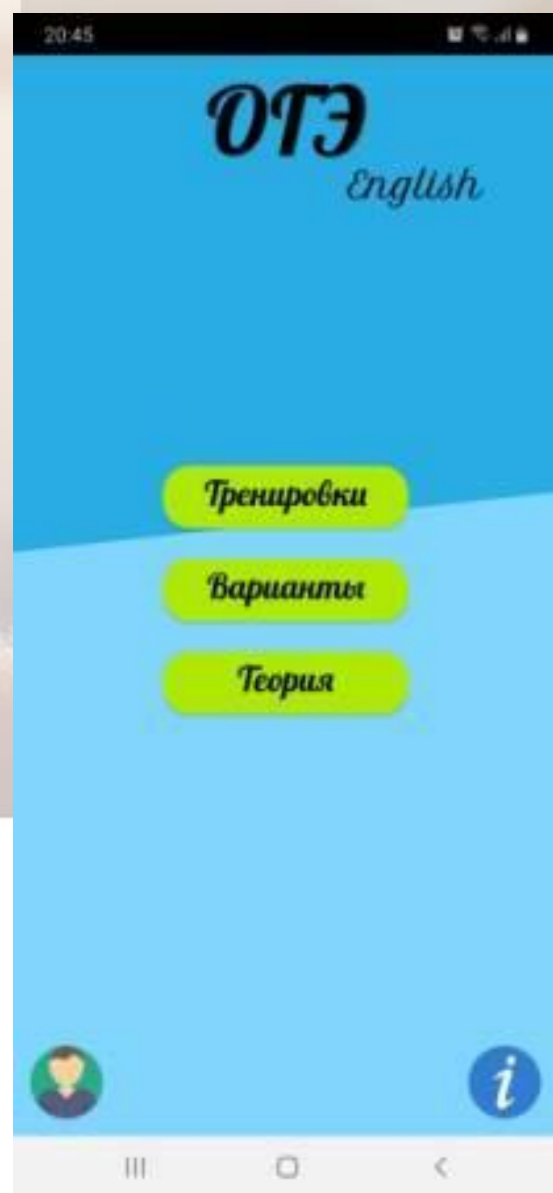 20:45
ОГЭ
English
Тренировки
Варианты
Теория
i